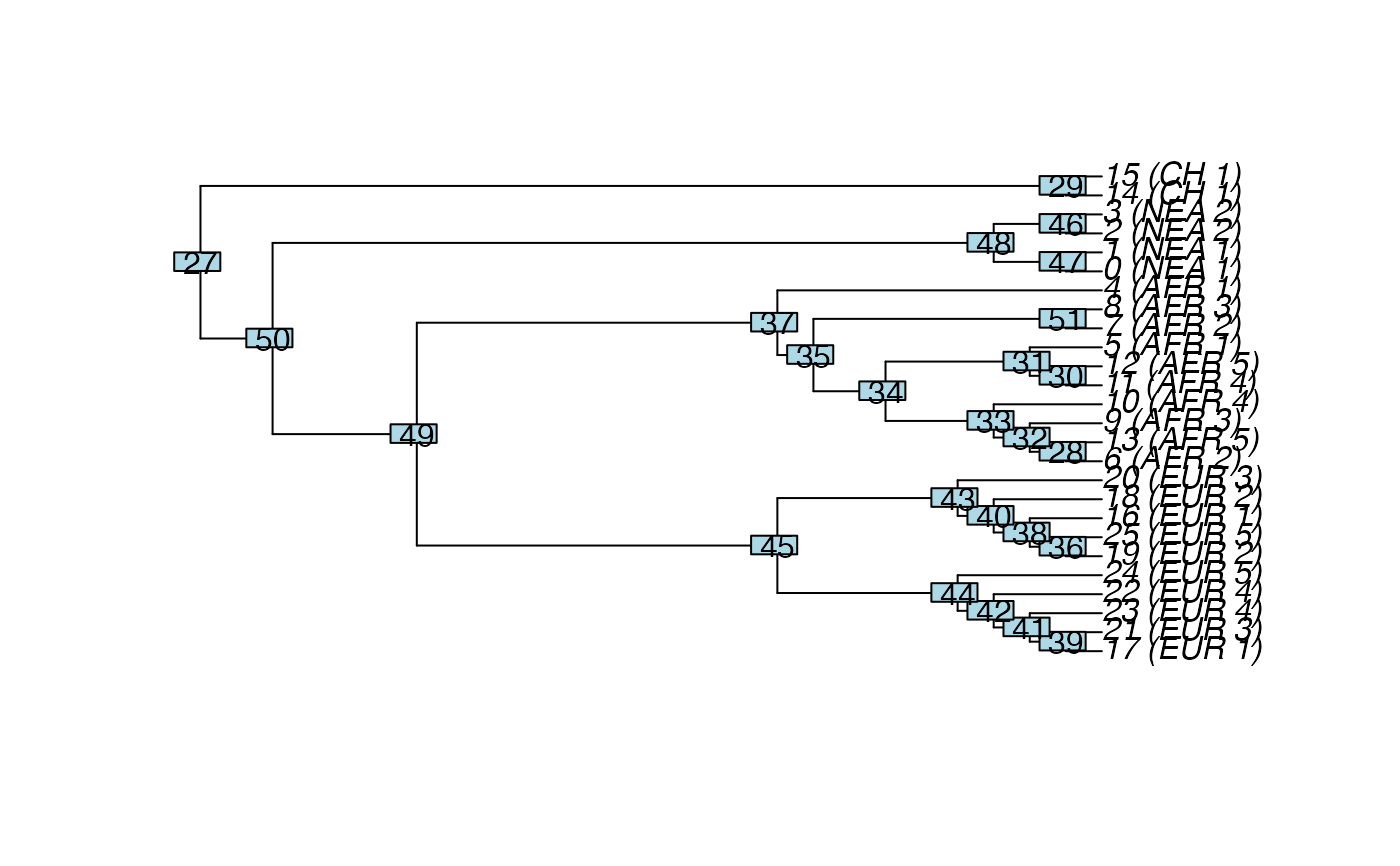 15 (CH 1)
29
14 (CH 1)
3 (NEA 2)
46
2 (NEA 2)
48
1 (NEA 1)
27
47
0 (NEA 1)
4 (AFR 1)
8 (AFR 3)
51
37
7 (AFR 2)
50
5 (AFR 1)
35
31
12 (AFR 5)
30
11 (AFR 4)
34
10 (AFR 4)
33
9 (AFR 3)
49
32
13 (AFR 5)
28
6 (AFR 2)
20 (EUR 3)
43
18 (EUR 2)
40
16 (EUR 1)
38
25 (EUR 5)
45
36
19 (EUR 2)
24 (EUR 5)
44
22 (EUR 4)
42
23 (EUR 4)
41
21 (EUR 3)
39
17 (EUR 1)